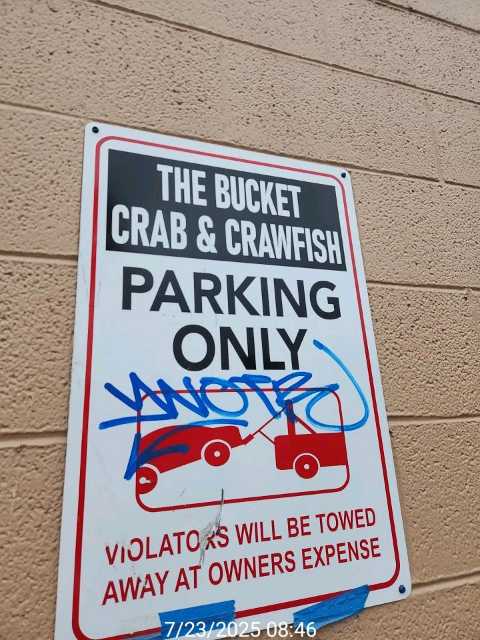 THE BUCKET
CRAB & CRAWFISH
PARKING
ONLY
VIOLATORS WILL BE TOWED
AWAY AT OWNERS EXPENSE
7/23/2025 08:46